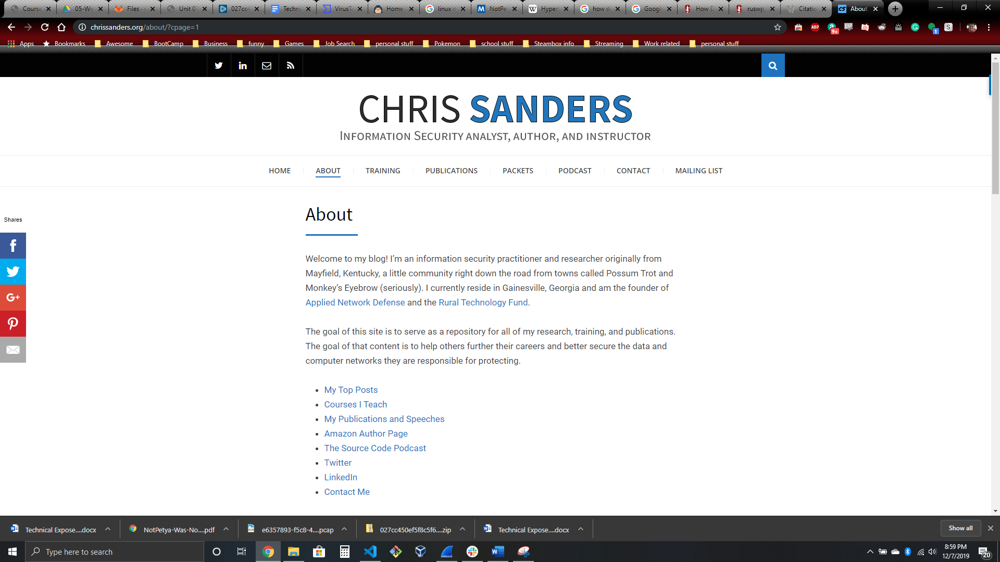 Course
05-Wi
Files -
Unit 0
027cc4
Techn
VirusT
Home
linux
NotPe
Hyper
how d
Googl
How D
ruswp
Citatio
About
chrissanders.org/about/?cpage=1
ABP
9+
1
S
Apps
Bookmarks
Awesome
BootCamp
Business
funny
Games
Job Search
personal stuff
Pokemon
school stuff
Steambox info
Streaming
Work related
personal stuff
CHRIS SANDERS
INFORMATION SECURITY ANALYST, AUTHOR, AND INSTRUCTOR
HOME
ABOUT
TRAINING
PUBLICATIONS
PACKETS
PODCAST
CONTACT
MAILING LIST
About
Shares
Welcome to my blog! I’m an information security practitioner and researcher originally from
Mayfield, Kentucky, a little community right down the road from towns called Possum Trot and
Monkey’s Eyebrow (seriously). I currently reside in Gainesville, Georgia and am the founder of
Applied Network Defense and the Rural Technology Fund.
The goal of this site is to serve as a repository for all of my research, training, and publications.
The goal of that content is to help others further their careers and better secure the data and
computer networks they are responsible for protecting.
My Top Posts
Courses I Teach
My Publications and Speeches
Amazon Author Page
The Source Code Podcast
Twitter
LinkedIn
Contact Me
Technical Expose....docx
NotPetya-Was-No....pdf
e6357893-f5c8-4....pcap
027cc450ef5f8c5f6....zip
Technical Expose....docx
Show all
Type here to search
8:59 PM
12/7/2019
20